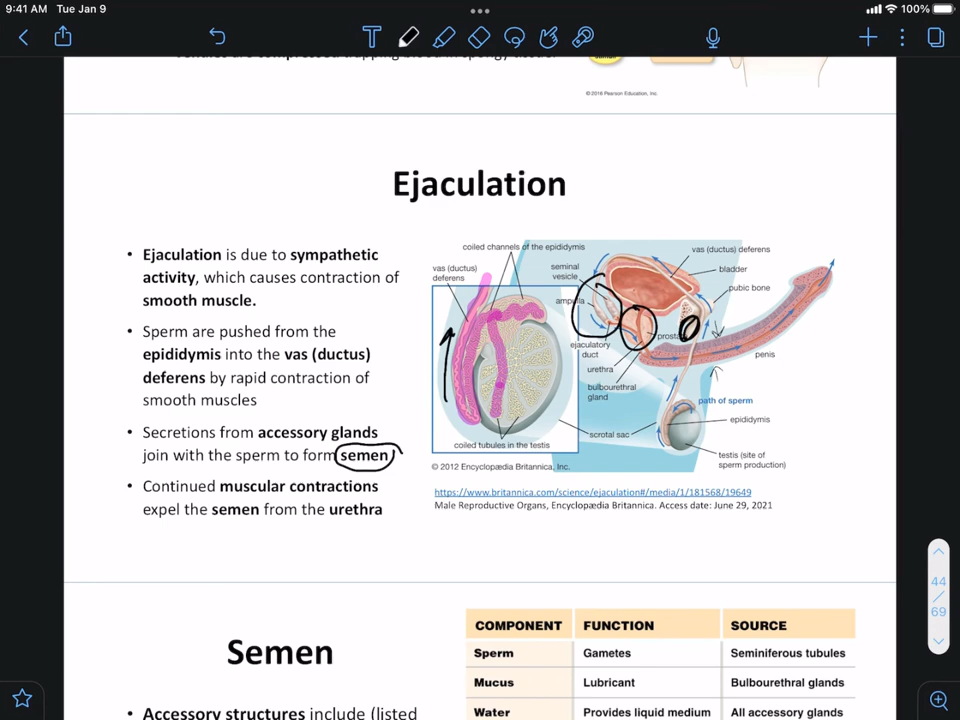 9:41 AM Tue Jan 9
100%
© 2016 Pearson Education, Inc.
Ejaculation
• Ejaculation is due to sympathetic
activity, which causes contraction of
smooth muscle.
• Sperm are pushed from the
epididymis into the vas (ductus)
deferens by rapid contraction of
smooth muscles
• Secretions from accessory glands
join with the sperm to form semen
• Continued muscular contractions
expel the semen from the urethra
coiled channels of the epididymis
vas (ductus)
deferens
coiled tubules in the testis
seminal
vesicle
ampulla
ejaculatory
duct
urethra
bulbourethral
gland
scrotal sac
vas (ductus) deferens
bladder
pubic bone
penis
path of sperm
epididymis
testis (site of
sperm production)
© 2012 Encyclopædia Britannica, Inc.
https://www.britannica.com/science/ejaculation#/media/1/181568/19649
Male Reproductive Organs, Encyclopædia Britannica. Access date: June 29, 2021
44
/
69
Semen
• Accessory structures include (listed
COMPONENT FUNCTION SOURCE
Sperm Gametes Seminiferous tubules
Mucus Lubricant Bulbourethral glands
Water Provides liquid medium All accessory glands